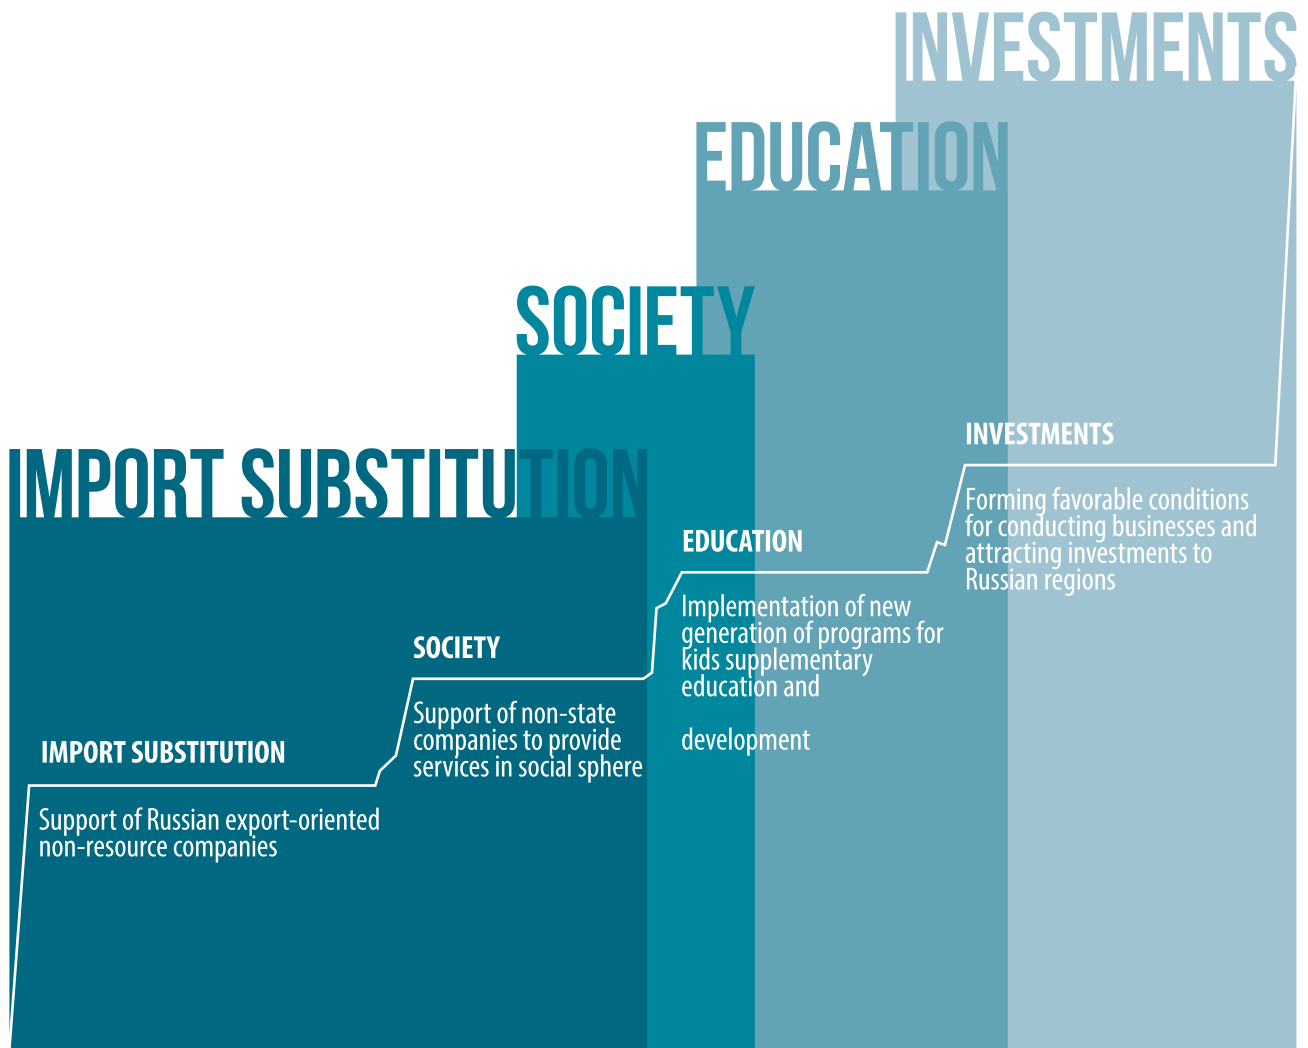 INVESTMENTS
EDUCATION
SOCIETY
IMPORT SUBSTITUTION
INVESTMENTS
Forming favorable conditions
for conducting businesses and
attracting investments to
Russian regions
EDUCATION
Implementation of new
generation of programs for
kids supplementary
education and
development
SOCIETY
Support of non-state
companies to provide
services in social sphere
IMPORT SUBSTITUTION
Support of Russian export-oriented
non-resource companies